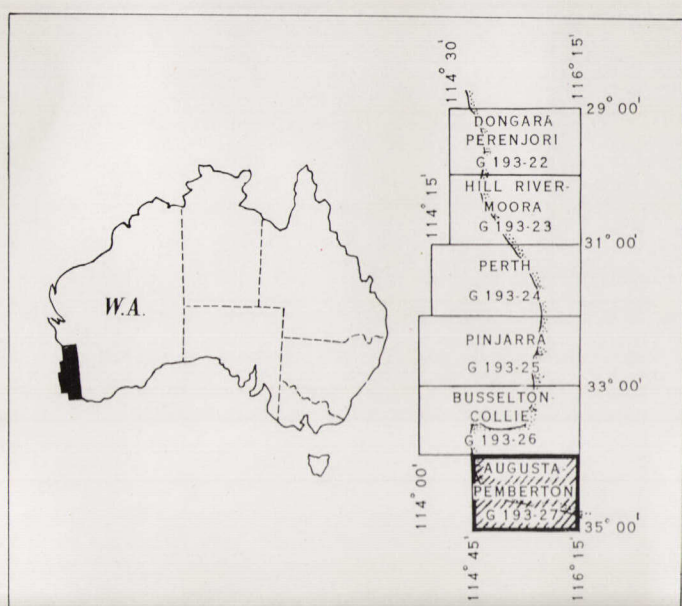 114° 30'
116° 15'
29° 00'
DONGARA
PERENJORI
G 193-22
114° 15'
HILL RIVER-
MOORA
G 193-23
31° 00'
W.A.
PERTH
G 193-24
PINJARRA
G 193-25
33° 00'
BUSSELTON-
COLLIE
G 193-26
114° 00'
AUGUSTA-
PEMBERTON
G 193-27
35° 00'
114° 45'
116° 15'